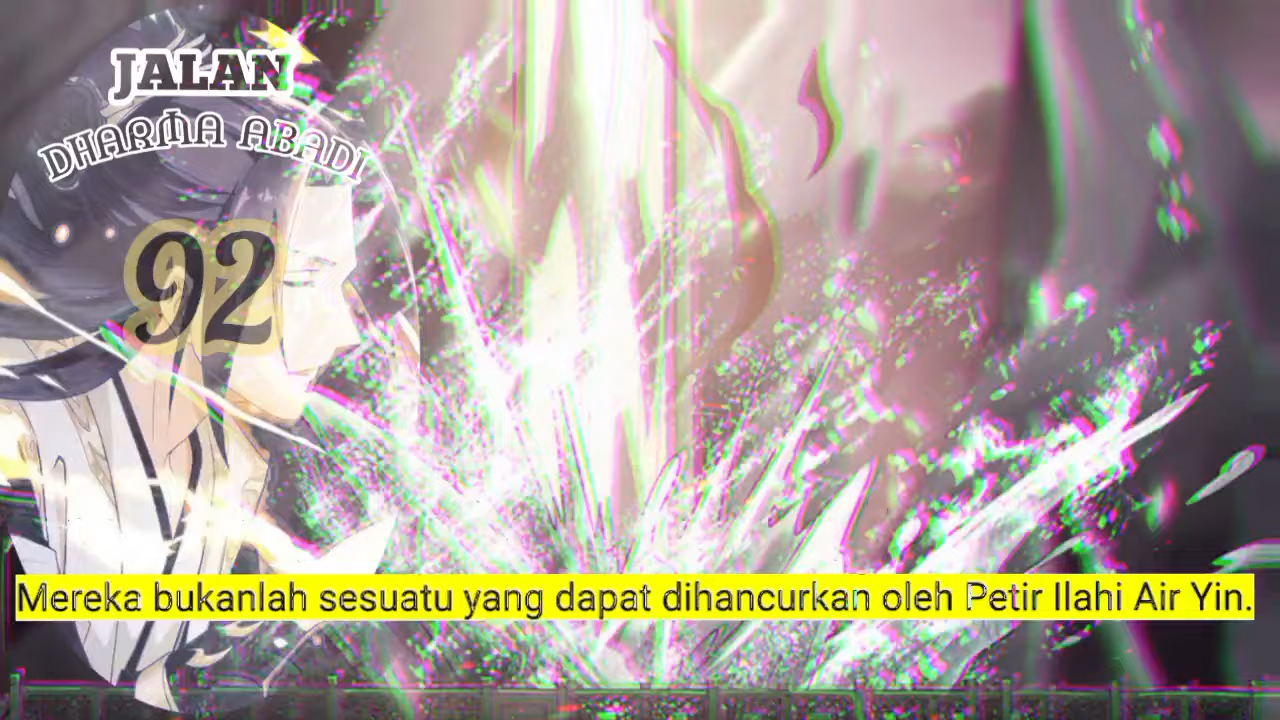 JALAN
DHARMA ABADI
92
Mereka bukanlah sesuatu yang dapat dihancurkan oleh Petir Ilahi Air Yin.